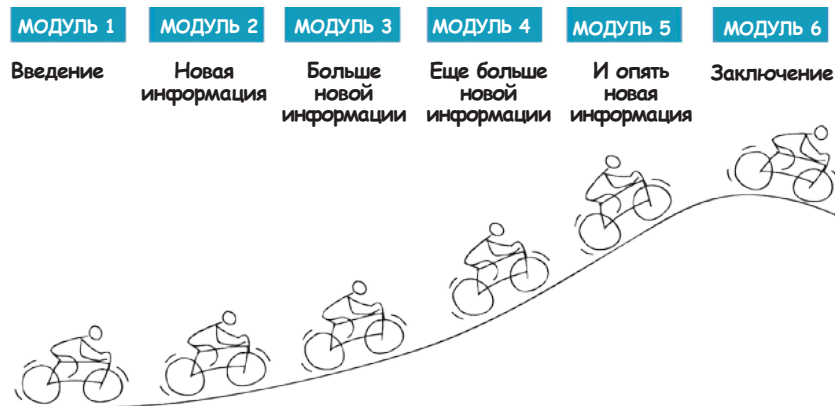 МОДУЛЬ 1
Введение
МОДУЛЬ 2
Новая
информация
МОДУЛЬ 3
Больше
новой
информации
МОДУЛЬ 4
Еще больше
новой
информации
МОДУЛЬ 5
И опять
новая
информация
МОДУЛЬ 6
Заключение